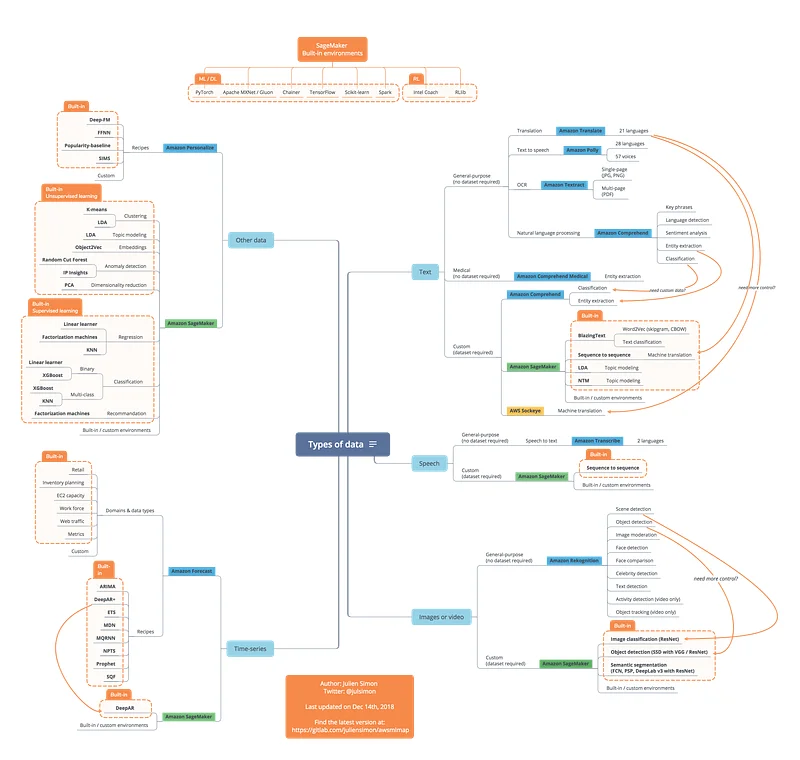 SageMaker
Built-in environments
ML / DL
RL
PyTorch
Apache MXNet / Gluon
Chainer
TensorFlow
Scikit-learn
Spark
Intel Coach
RLlib
Built-in
Deep-FM
FFNN
Popularity-baseline
SIMS
Custom
Recipes
Amazon Personalise
Built-in
Unsupervised learning
K-means
LDA
Clustering
LDA
Topic modeling
Object2Vec
Embeddings
Random Cut Forest
IP Insights
Anomaly detection
PCA
Dimensionality reduction
Built-in
Supervised learning
Linear learner
Factorization machines
KNN
Regression
Linear learner
XGBoost
Binary
XGBoost
KNN
Multi-class
Classification
Factorization machines
Recommandation
Built-in / custom environments
Amazon SageMaker
Other data
Types of data
Built-in
Retail
Inventory planning
EC2 capacity
Work force
Web traffic
Metrics
Custom
Domains & data types
Amazon Forecast
Built-
in
ARIMA
DeepAR+
ETS
MDN
MQRNN
NPTS
Prophet
SQF
Recipes
Built-in
DeepAR
Built-in / custom environments
Amazon SageMaker
Time-series
Text
General-purpose
(no dataset required)
Translation
Amazon Translate
21 languages
Text to speech
Amazon Polly
28 languages
57 voices
OCR
Amazon Textract
Single-page
(JPG, PNG)
Multi-page
(PDF)
Natural language processing
Amazon Comprehend
Key phrases
Language detection
Sentiment analysis
Entity extraction
Classification
Medical
(no dataset required)
Amazon Comprehend Medical
Entity extraction
need custom data?
need more control?
Custom
(dataset required)
Amazon Comprehend
Classification
Entity extraction
Built-in
BlazingText
Word2Vec (skipgram, CBOW)
Text classification
Sequence to sequence
Machine translation
LDA
Topic modeling
NTM
Topic modeling
Built-in / custom environments
Amazon SageMaker
AWS Sockeye
Machine translation
Speech
General-purpose
(no dataset required)
Speech to text
Amazon Transcribe
2 languages
Custom
(dataset required)
Amazon SageMaker
Built-in
Sequence to sequence
Built-in / custom environments
Images or video
General-purpose
(no dataset required)
Amazon Rekognition
Scene detection
Object detection
Image moderation
Face detection
Face comparison
Celebrity detection
Text detection
Activity detection (video only)
Object tracking (video only)
need more control?
Custom
(dataset required)
Amazon SageMaker
Built-in
Image classification (ResNet)
Object detection (SSD with VGG / ResNet)
Semantic segmentation
(FCN, PSP, DeepLab v3 with ResNet)
Built-in / custom environments
Author: Julien Simon
Twitter: @julsimon
Last updated on Dec 14th, 2018
Find the latest version at:
https://gitlab.com/juliensimon/awsmlmap